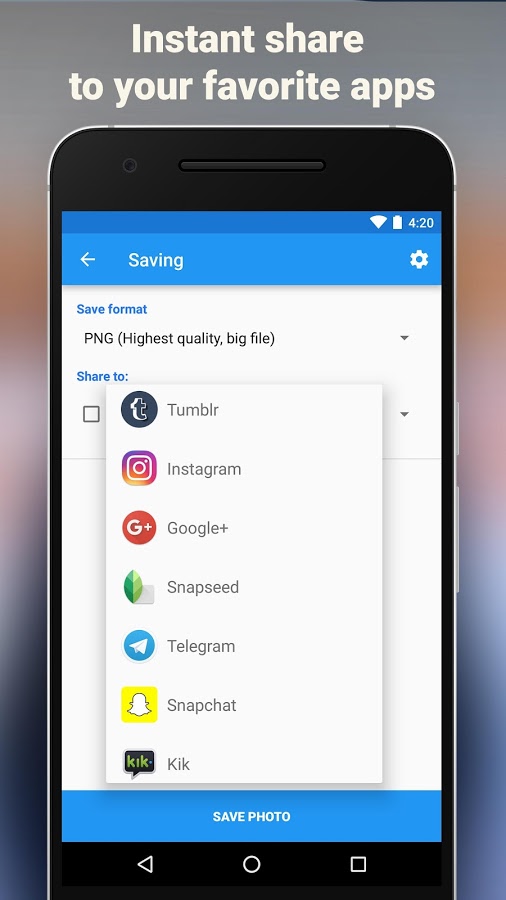 Instant share
to your favorite apps
4:20
Saving
Save format
PNG (Highest quality, big file)
Share to:
Tumblr
Instagram
G+ Google+
Snapseed
Telegram
Snapchat
kik Kik
SAVE PHOTO